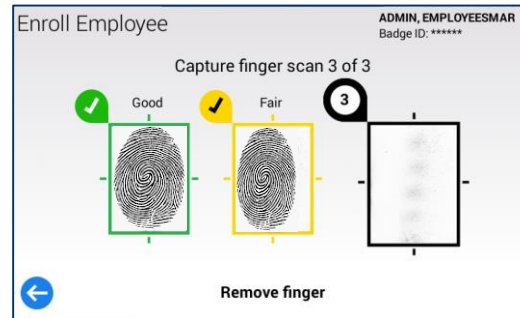 Enroll Employee
ADMIN, EMPLOYEESMAR
Badge ID: ******
Capture finger scan 3 of 3
Good
Fair
3
Remove finger